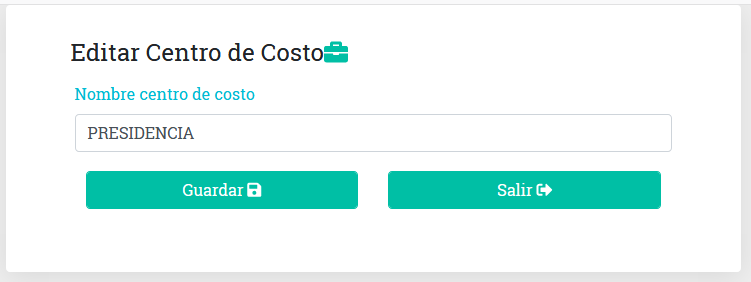 Editar Centro de Costo
Nombre centro de costo
PRESIDENCIA
Guardar
Salir